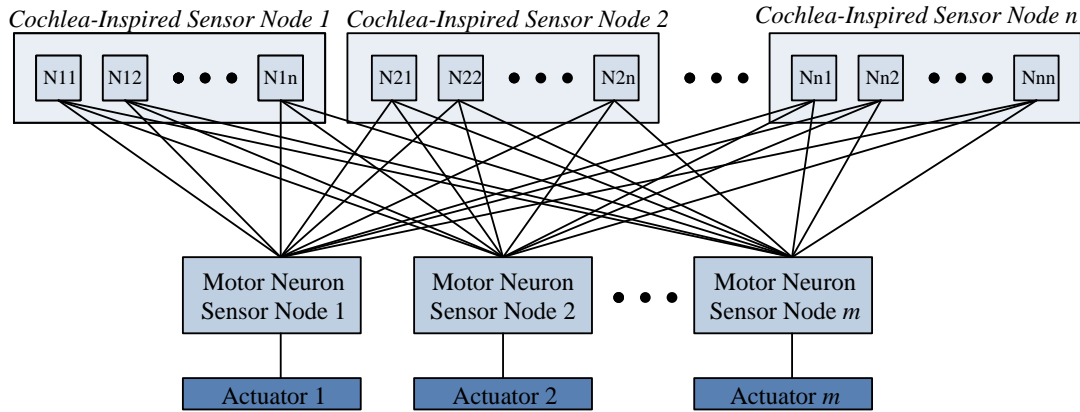 Cochlea-Inspired Sensor Node 1
Cochlea-Inspired Sensor Node 2
Cochlea-Inspired Sensor Node n
N11 N12 N1n N21 N22 N2n Nn1 Nn2 Nnn
Motor Neuron
Sensor Node 1
Motor Neuron
Sensor Node 2
Motor Neuron
Sensor Node m
Actuator 1
Actuator 2
Actuator m